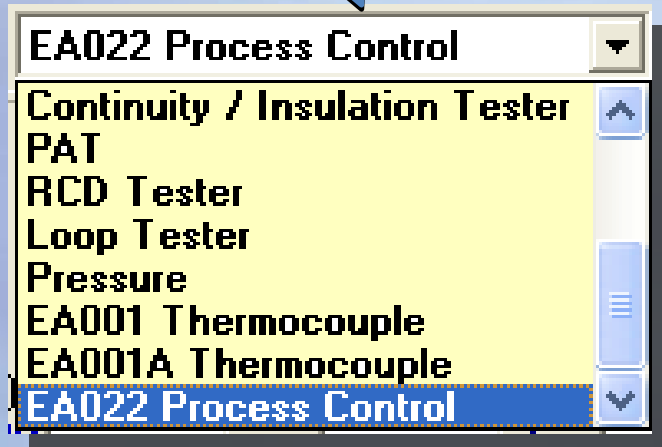 EA022 Process Control
Continuity / Insulation Tester
PAT
RCD Tester
Loop Tester
Pressure
EA001 Thermocouple
EA001A Thermocouple
EA022 Process Control